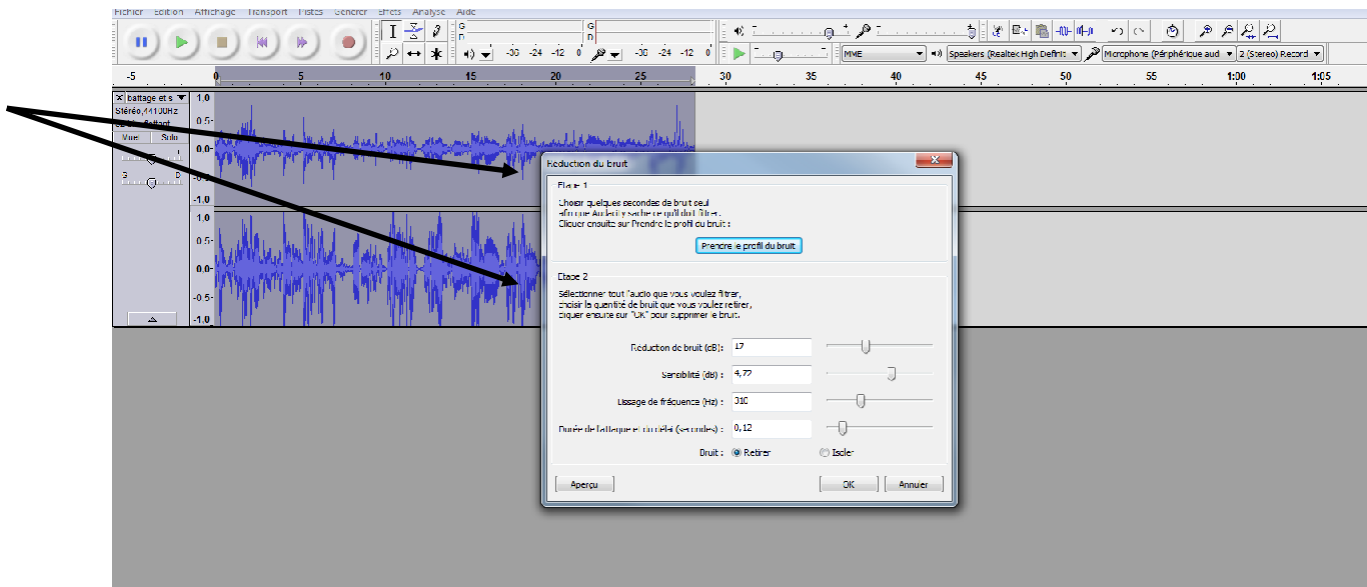 Fichier Edition Affichage Transport Pistes Générer Effets Analyse Aide
G
D
-36 -24 -12 0
G
D
-36 -24 -12 0
MME
Speakers (Realtek High Definit
Microphone (Périphérique aud
2 (Stereo) Record
-5 0 5 10 15 20 25 30 35 40 45 50 55 1:00 1:05
battage et s
Stéréo,44100Hz
Muet Solo
G D
1,0
0,5-
0,0-
-0,5-
-1,0
1,0
0,5-
0,0-
-0,5-
-1,0
Réduction du bruit
Etape 1
Choisir quelques secondes de bruit seul
afin que Audacity sache ce qu'il doit filtrer.
Cliquer ensuite sur Prendre le profil du bruit :
Prendre le profil du bruit
Etape 2
Sélectionner tout l'audio que vous voulez filtrer,
choisir la quantité de bruit que vous voulez retirer,
cliquer ensuite sur "OK" pour supprimer le bruit.
Réduction de bruit (dB): 17
Sensibilité (dB) : 4,72
Lissage de fréquence (Hz) : 310
Durée de l'attaque et du délai (secondes) : 0,12
Bruit : Retirer Isoler
Aperçu OK Annuler